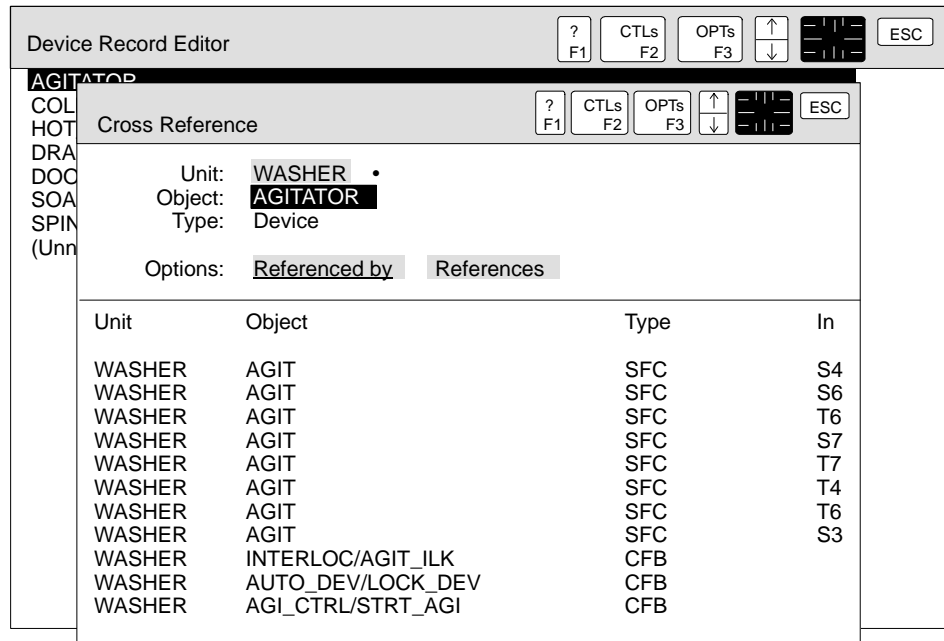 Device Record Editor
? F1 CTLs F2 OPTs F3 ↑ ↓ ESC
AGITATOR
COL
HOT
DRA
DOO
SOA
SPIN
(Unn
Cross Reference
? F1 CTLs F2 OPTs F3 ↑ ↓ ESC
Unit: WASHER •
Object: AGITATOR
Type: Device
Options: Referenced by References
Unit Object Type In
WASHER AGIT SFC S4
WASHER AGIT SFC S6
WASHER AGIT SFC T6
WASHER AGIT SFC S7
WASHER AGIT SFC T7
WASHER AGIT SFC T4
WASHER AGIT SFC T6
WASHER AGIT SFC S3
WASHER INTERLOC/AGIT_ILK CFB
WASHER AUTO_DEV/LOCK_DEV CFB
WASHER AGI_CTRL/STRT_AGI CFB